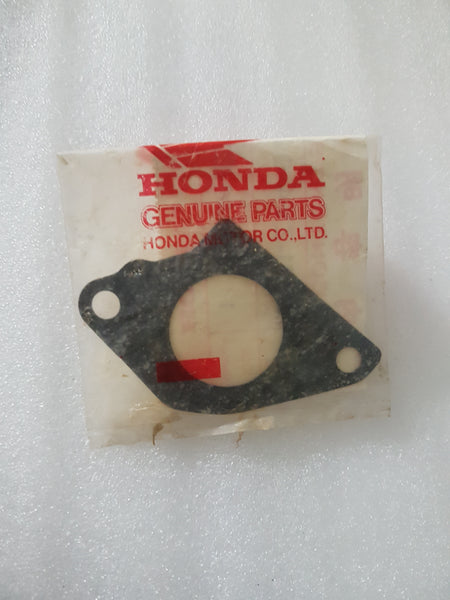 HONDA
GENUINE PARTS
HONDA MOTOR CO.,LTD.